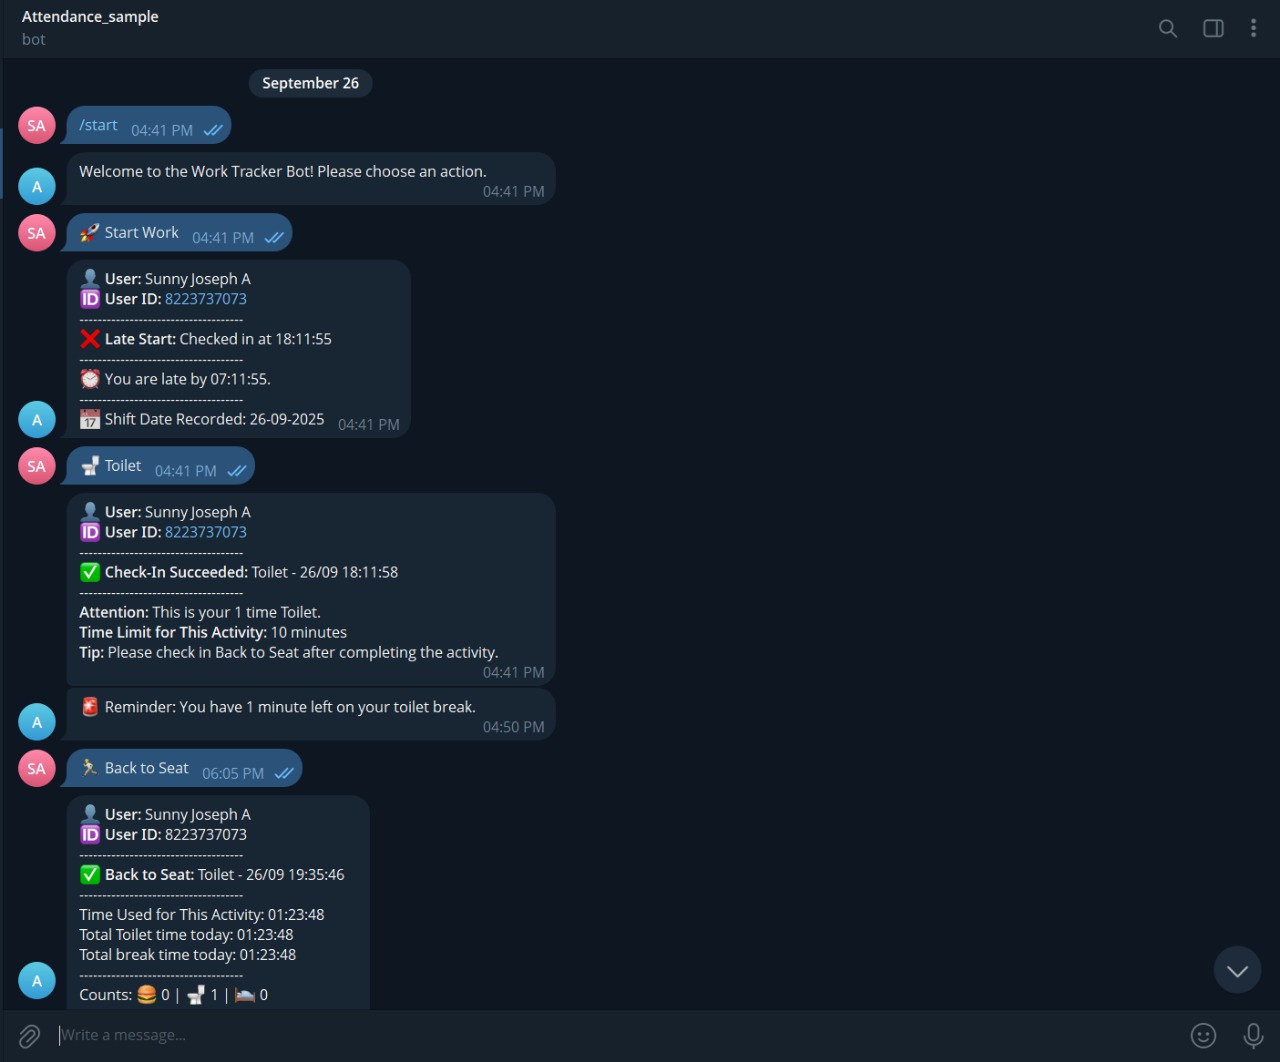 Attendance_sample
bot
September 26
SA
/start 04:41 PM
Welcome to the Work Tracker Bot! Please choose an action.
04:41 PM
A
SA
🚀 Start Work 04:41 PM
👤 User: Sunny Joseph A
🆔 User ID: 8223737073
------------------------------------
❌ Late Start: Checked in at 18:11:55
------------------------------------
⏰ You are late by 07:11:55.
------------------------------------
📅 Shift Date Recorded: 26-09-2025 04:41 PM
A
SA
🚽 Toilet 04:41 PM
👤 User: Sunny Joseph A
🆔 User ID: 8223737073
------------------------------------
✅ Check-In Succeeded: Toilet - 26/09 18:11:58
------------------------------------
Attention: This is your 1 time Toilet.
Time Limit for This Activity: 10 minutes
Tip: Please check in Back to Seat after completing the activity.
04:41 PM
🚨 Reminder: You have 1 minute left on your toilet break.
04:50 PM
A
SA
🏃 Back to Seat 06:05 PM
👤 User: Sunny Joseph A
🆔 User ID: 8223737073
------------------------------------
✅ Back to Seat: Toilet - 26/09 19:35:46
------------------------------------
Time Used for This Activity: 01:23:48
Total Toilet time today: 01:23:48
Total break time today: 01:23:48
------------------------------------
A
Counts: 🍔 0 | 🚽 1 | 🛌 0
Write a message...